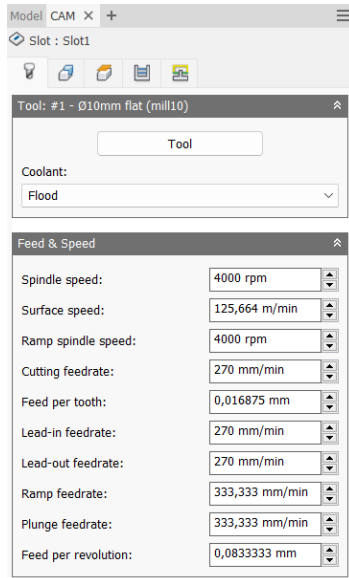 Model CAM × +
Slot : Slot1
Tool: #1 - Ø10mm flat (mill10)
Tool
Coolant:
Flood
Feed & Speed
Spindle speed: 4000 rpm
Surface speed: 125,664 m/min
Ramp spindle speed: 4000 rpm
Cutting feedrate: 270 mm/min
Feed per tooth: 0,016875 mm
Lead-in feedrate: 270 mm/min
Lead-out feedrate: 270 mm/min
Ramp feedrate: 333,333 mm/min
Plunge feedrate: 333,333 mm/min
Feed per revolution: 0,0833333 mm